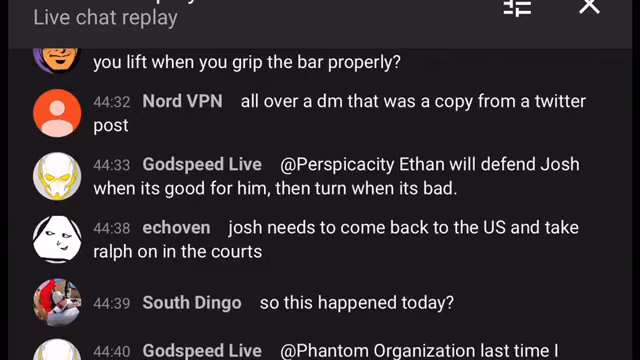 Live chat replay
you lift when you grip the bar properly?
44:32 Nord VPN all over a dm that was a copy from a twitter
post
44:33 Godspeed Live @Perspicacity Ethan will defend Josh
when its good for him, then turn when its bad.
44:38 echoven josh needs to come back to the US and take
ralph on in the courts
44:39 South Dingo so this happened today?
44:40 Godspeed Live @Phantom Organization last time I